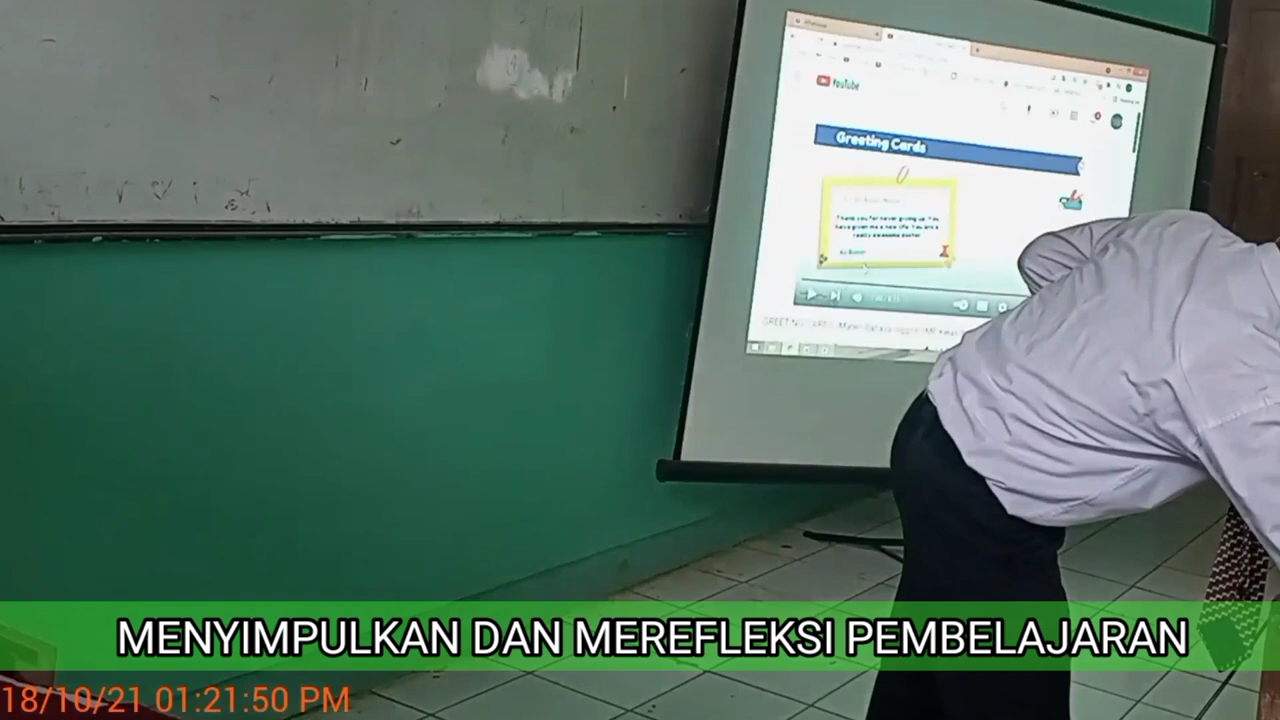 YouTube
Greeting Cards
Thank you for never giving up. You
have given me a new life. You are a
really awesome doctor
MENYIMPULKAN DAN MEREFLEKSI PEMBELAJARAN
18/10/21 01:21:50 PM